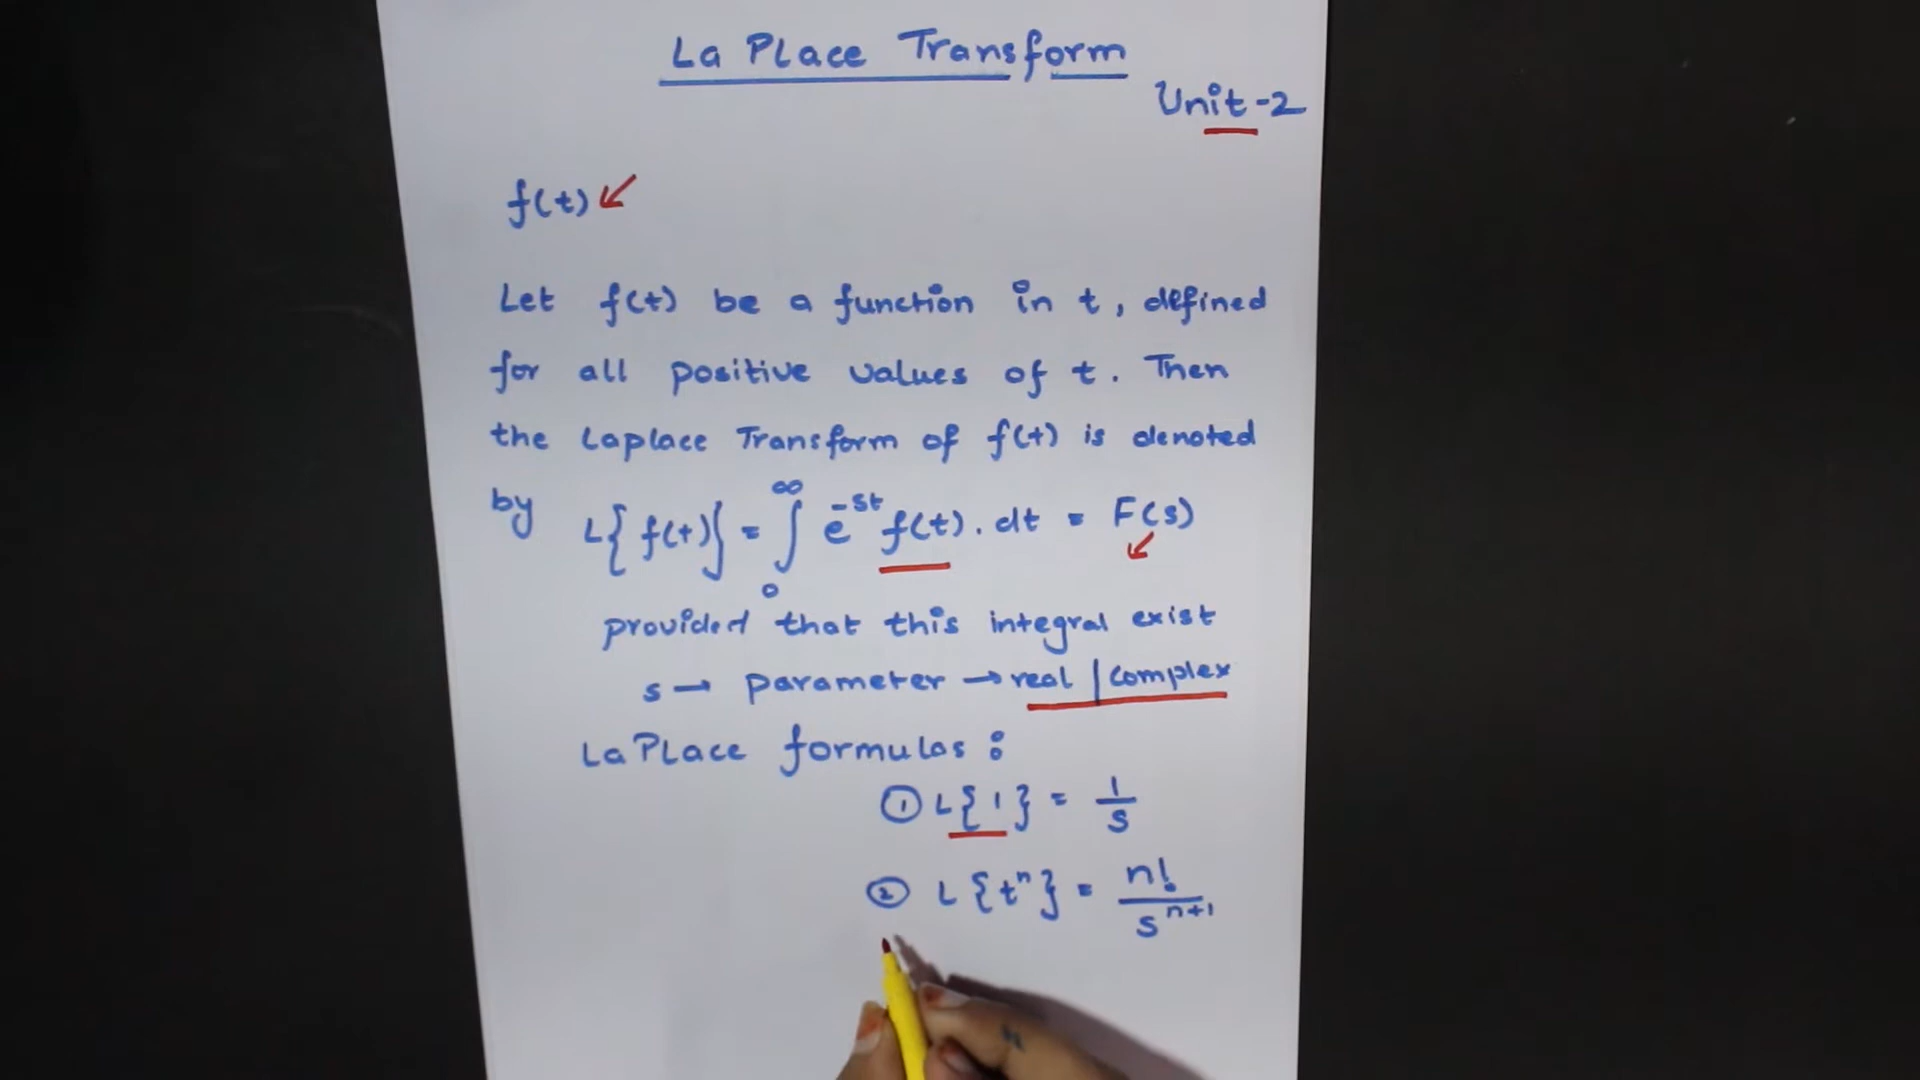 La Place Transform
Unit-2
f(t)
Let f(t) be a function in t, defined
for all positive values of t. Then
the Laplace Transform of f(t) is denoted
by L{f(t)} = ∫₀^∞ e^-st f(t). dt = F(s)
provided that this integral exist
s → parameter → real | complex
LaPlace formulas :
① L{1} = 1/s
② L{t^n} = n!/s^n+1